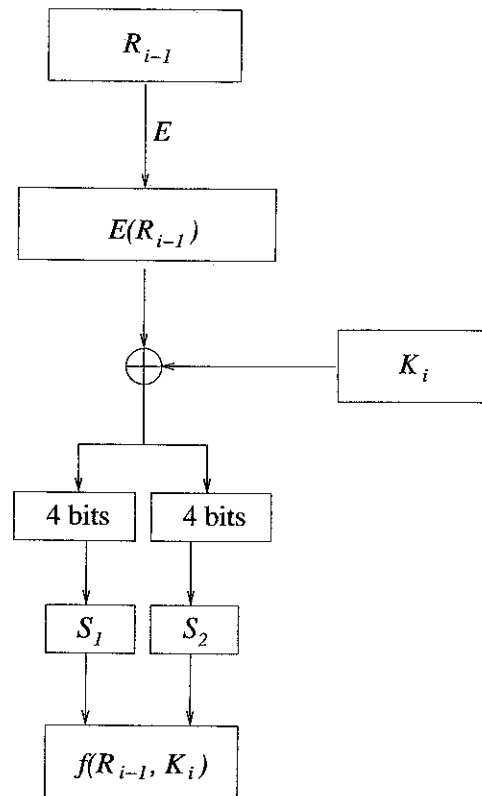 R_{i-1}
E
E(R_{i-1})
K_i
4 bits 4 bits
S_1 S_2
f(R_{i-1}, K_i)